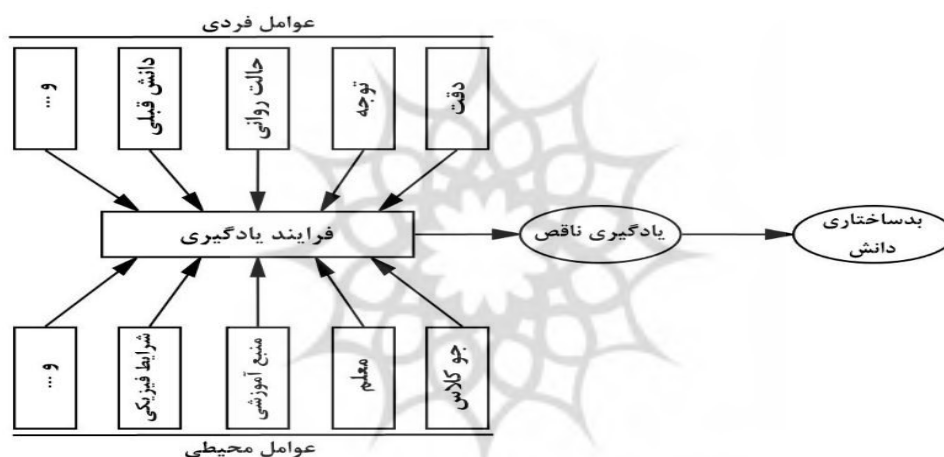 عوامل فردی
دقت
توجه
حالت روانی
دانش قبلی
و ...
فرایند یادگیری
یادگیری ناقص
بدساختاری
دانش
جو کلاس
معلم
منبع آموزشی
شرایط فیزیکی
و ...
عوامل محیطی